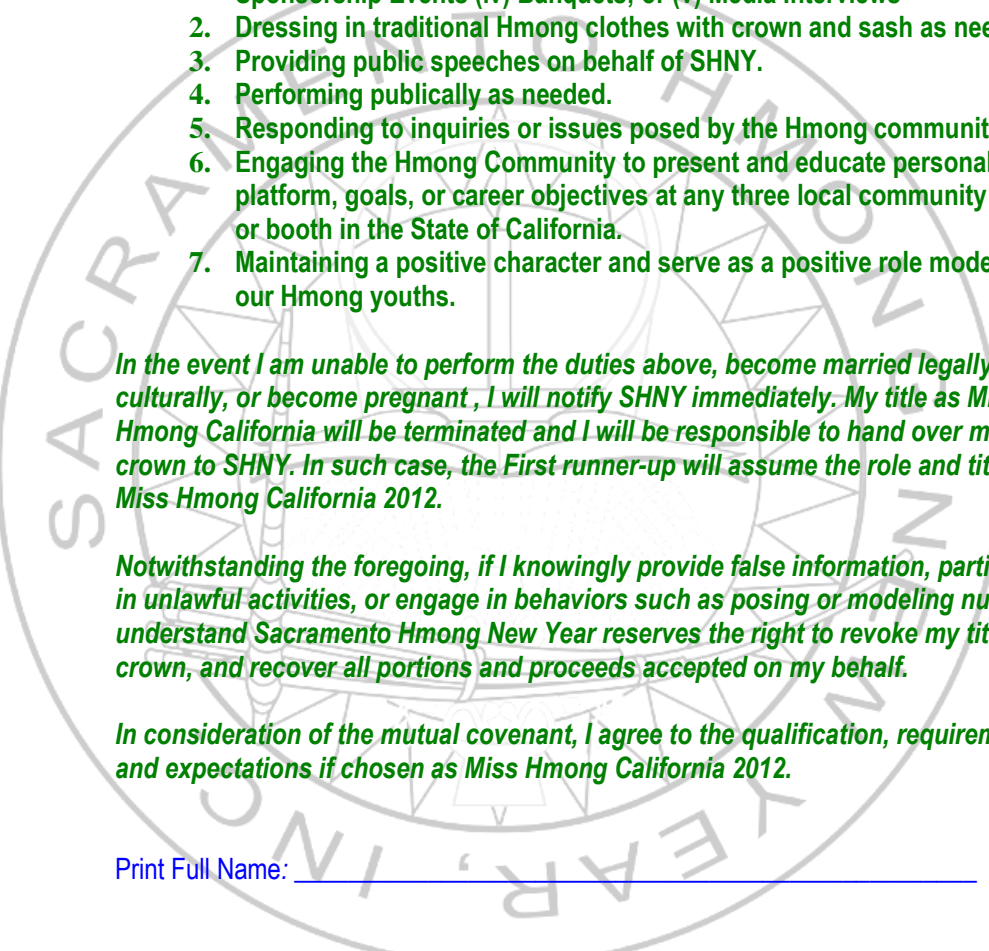 Sponsorship Events (iv) Banquets, or (v) Media Interviews
2. Dressing in traditional Hmong clothes with crown and sash as nee
3. Providing public speeches on behalf of SHNY.
4. Performing publically as needed.
5. Responding to inquiries or issues posed by the Hmong communit
6. Engaging the Hmong Community to present and educate personal
platform, goals, or career objectives at any three local community
or booth in the State of California.
7. Maintaining a positive character and serve as a positive role mode
our Hmong youths.
In the event I am unable to perform the duties above, become married legally
culturally, or become pregnant , I will notify SHNY immediately. My title as Mi
Hmong California will be terminated and I will be responsible to hand over m
crown to SHNY. In such case, the First runner-up will assume the role and tit
Miss Hmong California 2012.
Notwithstanding the foregoing, if I knowingly provide false information, parti
in unlawful activities, or engage in behaviors such as posing or modeling nu
understand Sacramento Hmong New Year reserves the right to revoke my tit
crown, and recover all portions and proceeds accepted on my behalf.
In consideration of the mutual covenant, I agree to the qualification, requiren
and expectations if chosen as Miss Hmong California 2012.
Print Full Name:
SACRAMENTO HMONG NEW YEAR, INC